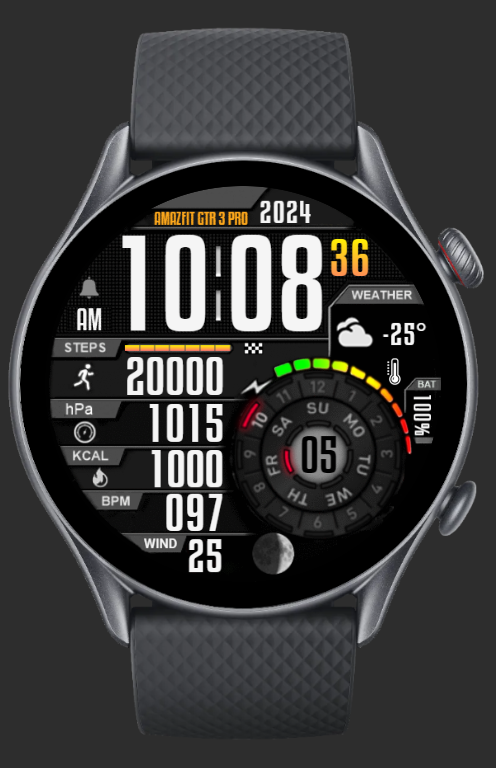 AMAZFIT GTR 3 PRO 2024
10:08 36
AM
WEATHER
-25°
STEPS
20000
BAT
100%
hPa
1015
KCAL
1000
BPM
097
WIND
25
12
1
2
3
4
5
6
7
8
9
10
11
SU
MO
TU
WE
TH
FR
SA
05